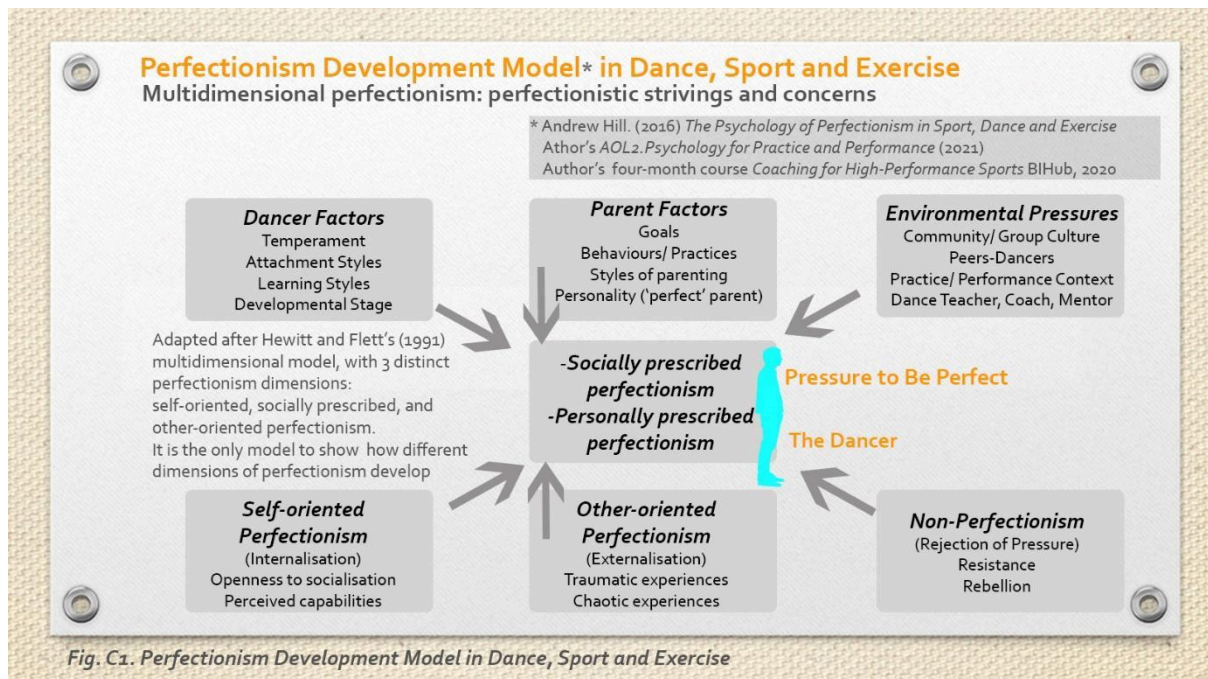 Perfectionism Development Model* in Dance, Sport and Exercise
Multidimensional perfectionism: perfectionistic strivings and concerns
* Andrew Hill. (2016) The Psychology of Perfectionism in Sport, Dance and Exercise
Athor's AOL2.Psychology for Practice and Performance (2021)
Author's four-month course Coaching for High-Performance Sports BIHub, 2020
Dancer Factors
Temperament
Attachment Styles
Learning Styles
Developmental Stage
Parent Factors
Goals
Behaviours/ Practices
Styles of parenting
Personality ('perfect' parent)
Environmental Pressures
Community/ Group Culture
Peers-Dancers
Practice/ Performance Context
Dance Teacher, Coach, Mentor
Adapted after Hewitt and Flett's (1991)
multidimensional model, with 3 distinct
perfectionism dimensions:
self-oriented, socially prescribed, and
other-oriented perfectionism.
It is the only model to show how different
dimensions of perfectionism develop
-Socially prescribed
perfectionism
-Personally prescribed
perfectionism
Pressure to Be Perfect
The Dancer
Self-oriented
Perfectionism
(Internalisation)
Openness to socialisation
Perceived capabilities
Other-oriented
Perfectionism
(Externalisation)
Traumatic experiences
Chaotic experiences
Non-Perfectionism
(Rejection of Pressure)
Resistance
Rebellion
Fig. C1. Perfectionism Development Model in Dance, Sport and Exercise